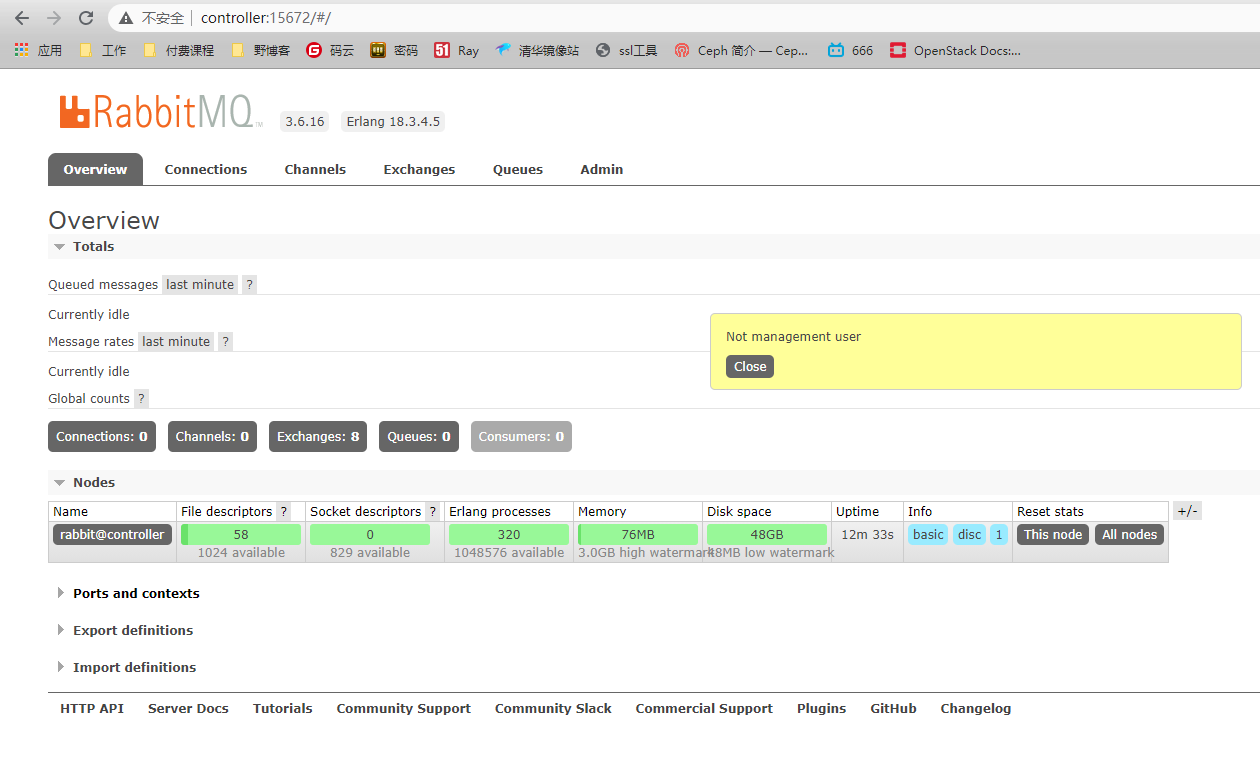 不安全 controller:15672/#/
应用 工作 付费课程 野博客 码云 密码 51 Ray 清华镜像站 ssl工具 Ceph 简介 — Cep... 666 OpenStack Docs:...
RabbitMQ TM 3.6.16 Erlang 18.3.4.5
Overview Connections Channels Exchanges Queues Admin
Overview
Totals
Queued messages last minute ?
Currently idle
Not management user
Message rates last minute ?
Close
Currently idle
Global counts ?
Connections: 0 Channels: 0 Exchanges: 8 Queues: 0 Consumers: 0
Nodes
Name File descriptors ? Socket descriptors ? Erlang processes Memory Disk space Uptime Info Reset stats +/-
rabbit@controller 58 0 320 76MB 48GB 12m 33s basic disc 1 This node All nodes
1024 available 829 available 1048576 available 3.0GB high watermark 48MB low watermark
Ports and contexts
Export definitions
Import definitions
HTTP API Server Docs Tutorials Community Support Community Slack Commercial Support Plugins GitHub Changelog